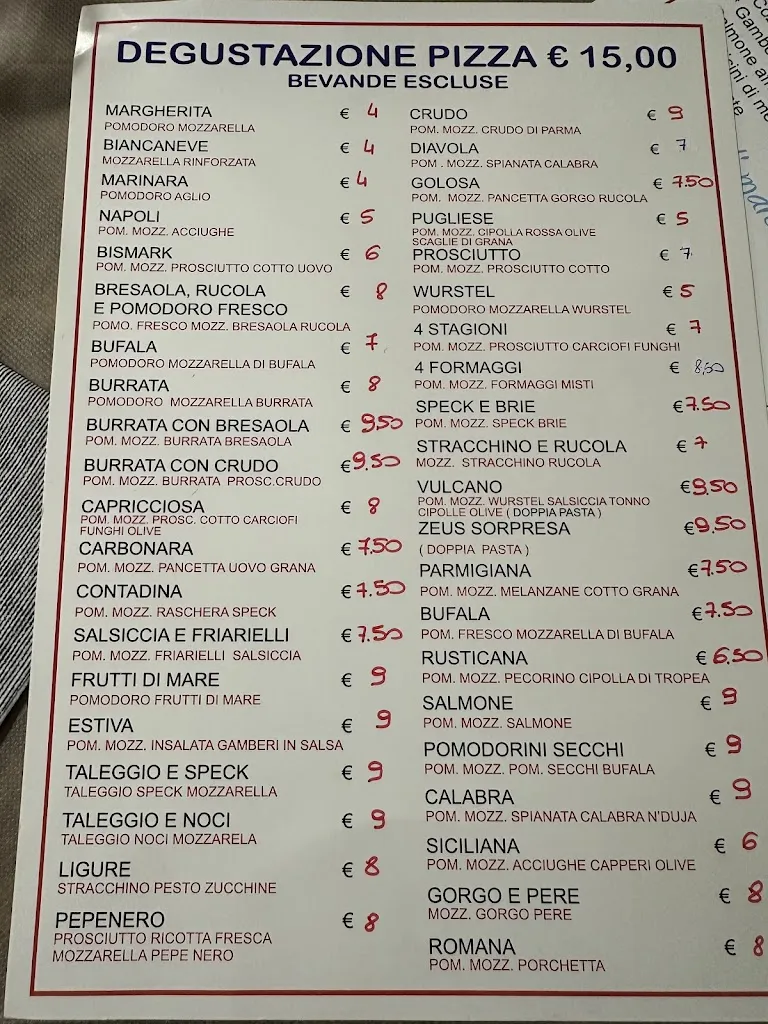 DEGUSTAZIONE PIZZA € 15,00
BEVANDE ESCLUSE
MARGHERITA € 4
POMODORO MOZZARELLA
BIANCANEVE € 4
MOZZARELLA RINFORZATA
MARINARA € 4
POMODORO AGLIO
NAPOLI € 5
POM. MOZZ. ACCIUGHE
BISMARK € 6
POM. MOZZ. PROSCIUTTO COTTO UOVO
BRESAOLA, RUCOLA € 8
E POMODORO FRESCO
POMO. FRESCO MOZZ. BRESAOLA RUCOLA
BUFALA € 7
POMODORO MOZZARELLA DI BUFALA
BURRATA € 8
POMODORO MOZZARELLA BURRATA
BURRATA CON BRESAOLA € 9,50
POM. MOZZ. BURRATA BRESAOLA
BURRATA CON CRUDO € 9.50
POM. MOZZ. BURRATA PROSC.CRUDO
CAPRICCIOSA € 8
POM. MOZZ. PROSC. COTTO CARCIOFI
FUNGHI OLIVE
CARBONARA € 7,50
POM. MOZZ. PANCETTA UOVO GRANA
CONTADINA € 7.50
POM. MOZZ. RASCHERA SPECK
SALSICCIA E FRIARIELLI € 7.50
POM. MOZZ. FRIARIELLI SALSICCIA
FRUTTI DI MARE € 9
POMODORO FRUTTI DI MARE
ESTIVA € 9
POM. MOZZ. INSALATA GAMBERI IN SALSA
TALEGGIO E SPECK € 9
TALEGGIO SPECK MOZZARELLA
TALEGGIO E NOCI € 9
TALEGGIO NOCI MOZZARELA
LIGURE € 8
STRACCHINO PESTO ZUCCHINE
PEPENERO € 8
PROSCIUTTO RICOTTA FRESCA
MOZZARELLA PEPE NERO
CRUDO € 9
POM. MOZZ. CRUDO DI PARMA
DIAVOLA € 7
POM . MOZZ. SPIANATA CALABRA
GOLOSA € 7.50
POM. MOZZ. PANCETTA GORGO RUCOLA
PUGLIESE € 5
POM. MOZZ. CIPOLLA ROSSA OLIVE
SCAGLIE DI GRANA
PROSCIUTTO € 7
POM. MOZZ. PROSCIUTTO COTTO
WURSTEL € 5
POMODORO MOZZARELLA WURSTEL
4 STAGIONI € 7
POM. MOZZ. PROSCIUTTO CARCIOFI FUNGHI
4 FORMAGGI € 8,50
POM. MOZZ. FORMAGGI MISTI
SPECK E BRIE € 7.50
POM. MOZZ. SPECK BRIE
STRACCHINO E RUCOLA € 7
MOZZ. STRACCHINO RUCOLA
VULCANO € 9,50
POM. MOZZ. WURSTEL SALSICCIA TONNO
CIPOLLE OLIVE ( DOPPIA PASTA )
ZEUS SORPRESA € 9,50
( DOPPIA PASTA )
PARMIGIANA € 7.50
POM. MOZZ. MELANZANE COTTO GRANA
BUFALA € 7.50
POM. FRESCO MOZZARELLA DI BUFALA
RUSTICANA € 6,50
POM. MOZZ. PECORINO CIPOLLA DI TROPEA
SALMONE € 9
POM. MOZZ. SALMONE
POMODORINI SECCHI € 9
POM. MOZZ. POM. SECCHI BUFALA
CALABRA € 9
POM. MOZZ. SPIANATA CALABRA N'DUJA
SICILIANA € 6
POM. MOZZ. ACCIUGHE CAPPERI OLIVE
GORGO E PERE € 8
MOZZ. GORGO PERE
ROMANA € 8
POM. MOZZ. PORCHETTA